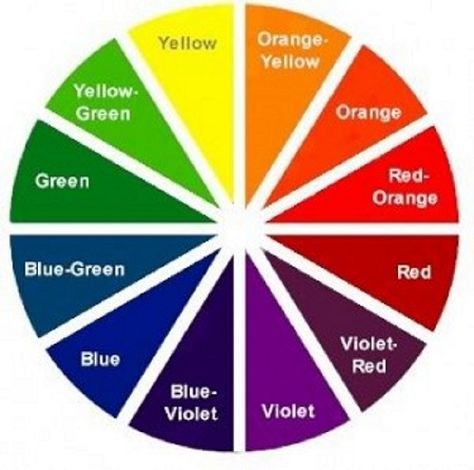 Yellow
Orange-
Yellow
Yellow-
Green
Orange
Green
Red-
Orange
Blue-Green
Red
Blue
Violet-
Red
Blue-
Violet
Violet